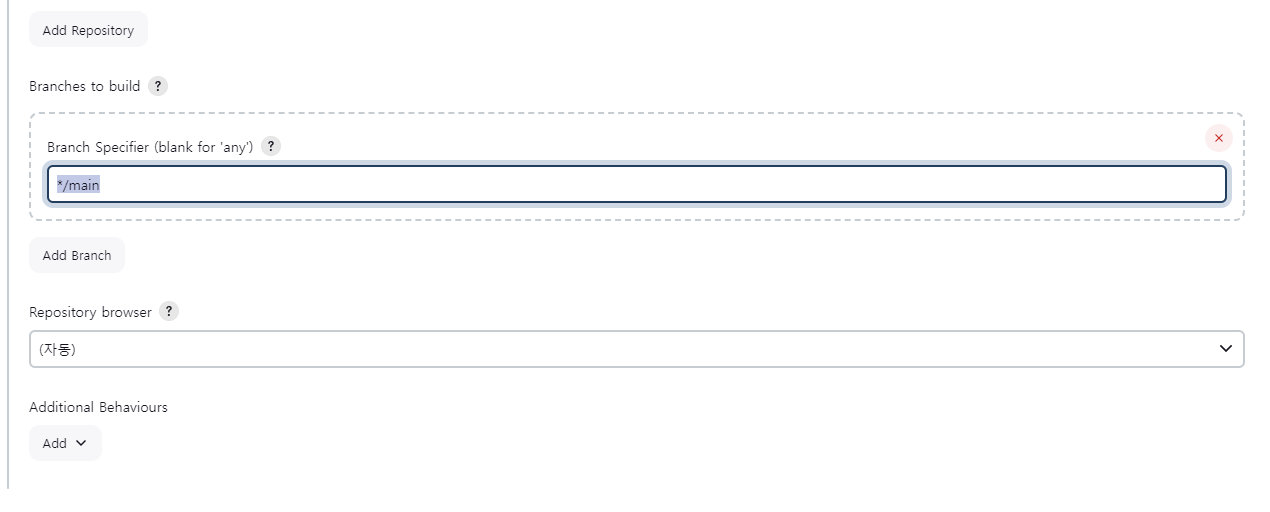 Add Repository
Branches to build ?
Branch Specifier (blank for 'any') ?
*/main
Add Branch
Repository browser ?
(자동)
Additional Behaviours
Add